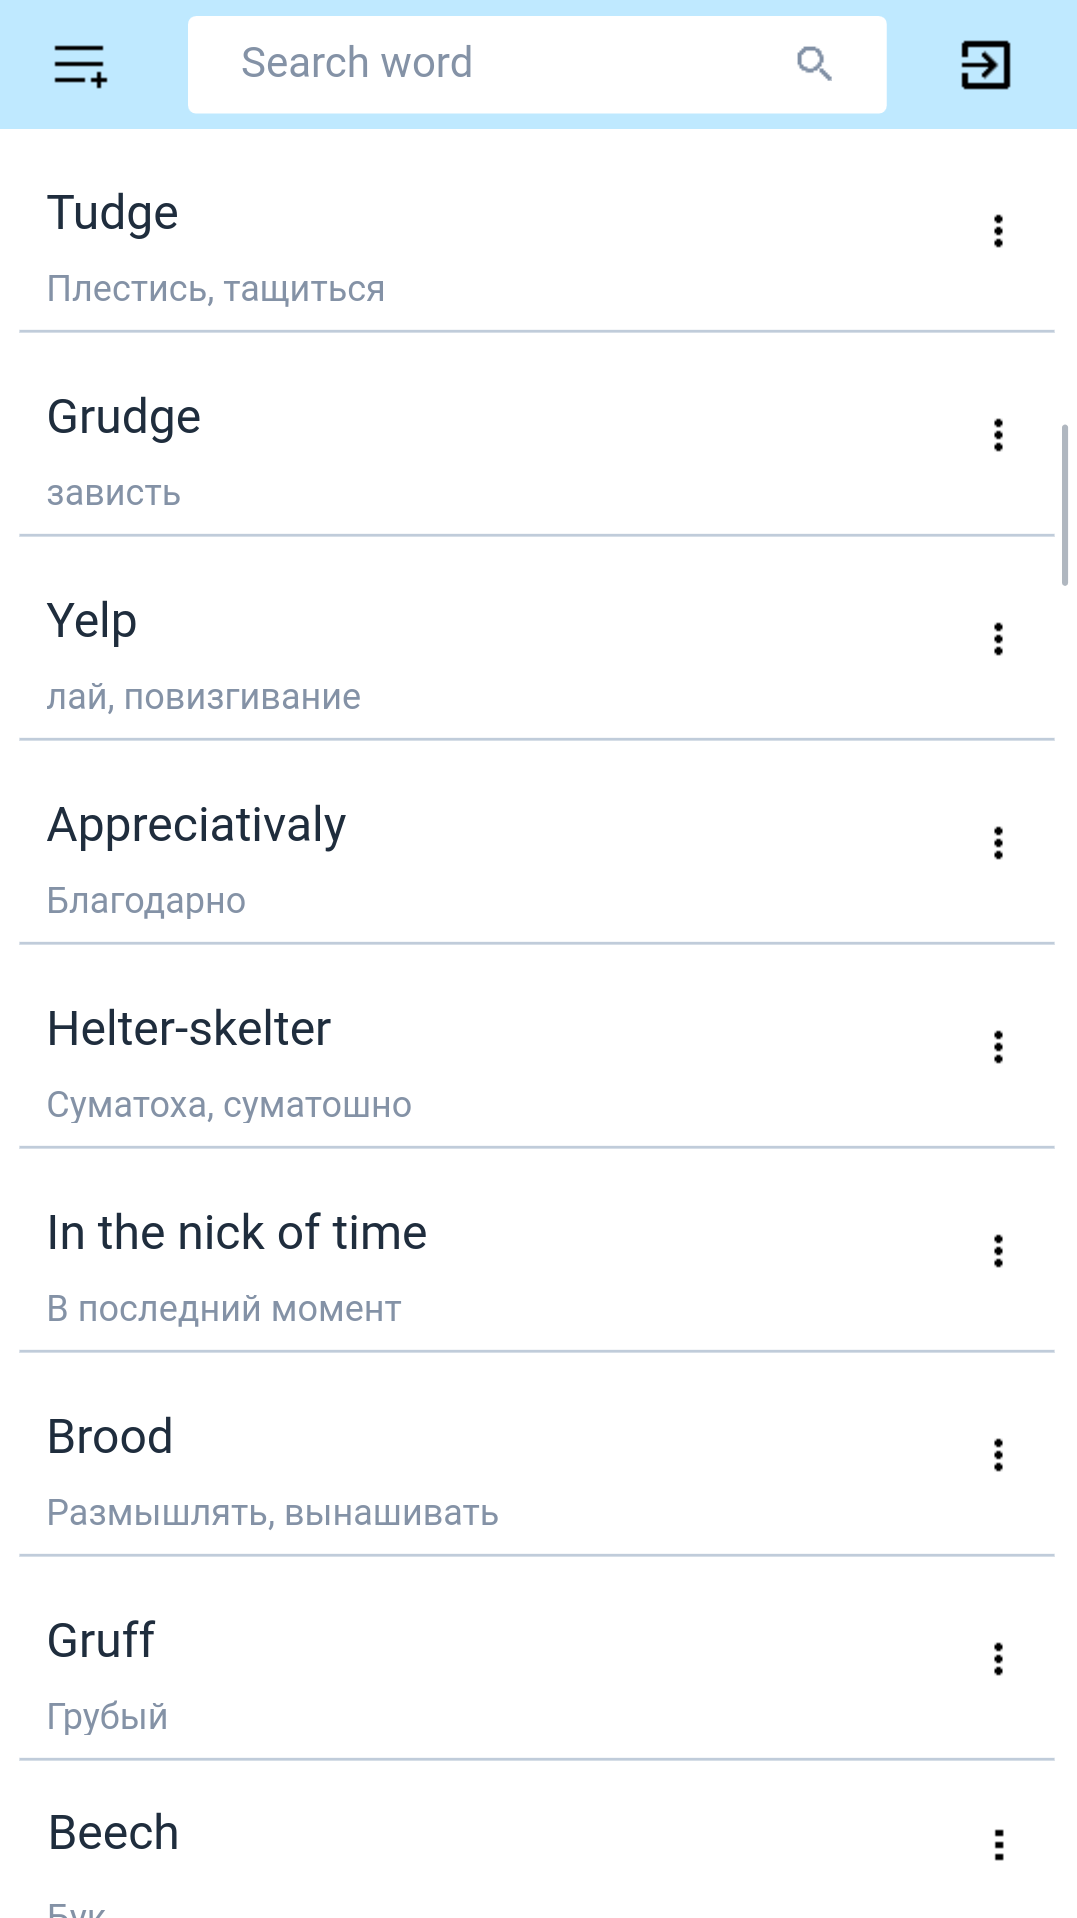 Search word
Tudge
Плестись, тащиться
Grudge
зависть
Yelp
лай, повизгивание
Appreciativaly
Благодарно
Helter-skelter
Суматоха, суматошно
In the nick of time
В последний момент
Brood
Размышлять, вынашивать
Gruff
Грубый
Beech
Бук